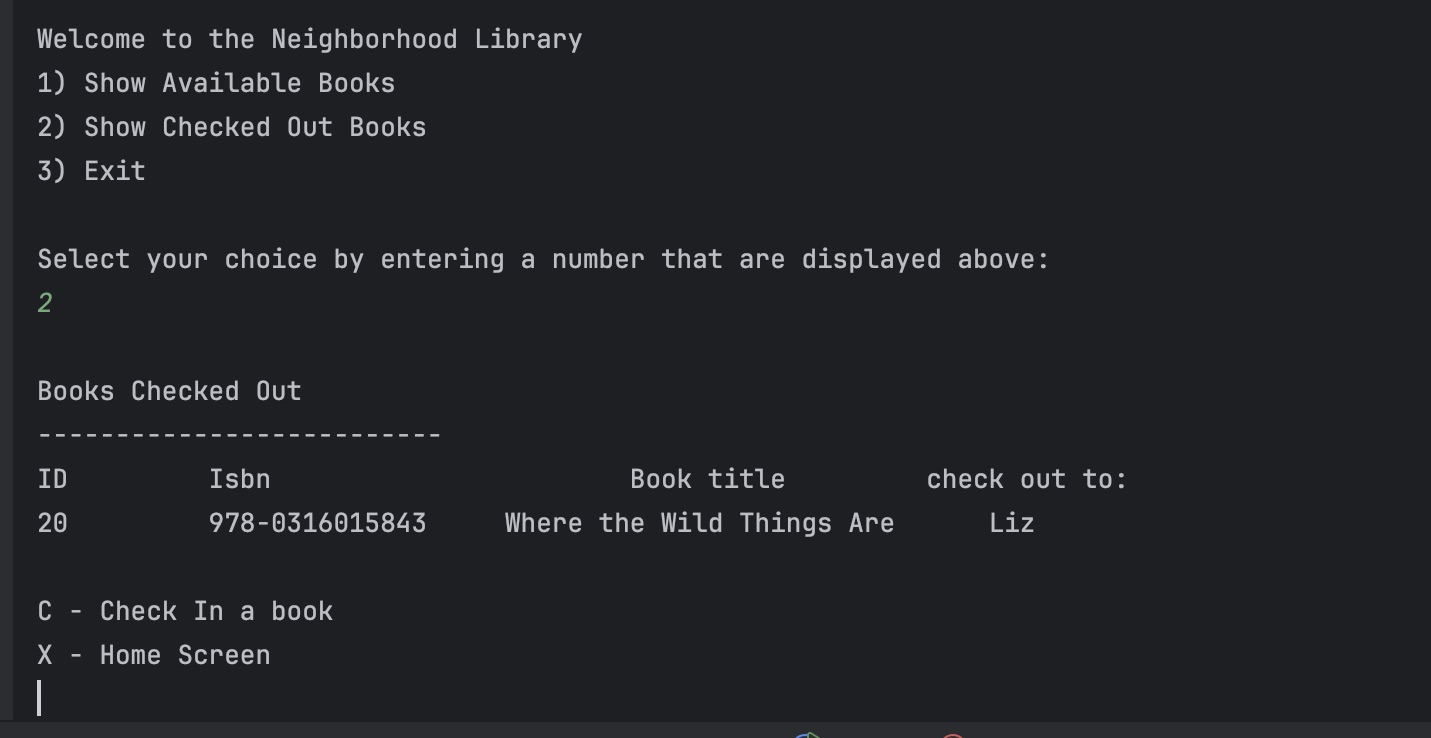 Welcome to the Neighborhood Library
1) Show Available Books
2) Show Checked Out Books
3) Exit
Select your choice by entering a number that are displayed above:
2
Books Checked Out
--------------------------
ID         Isbn                       Book title         check out to:
20         978-0316015843     Where the Wild Things Are      Liz
C - Check In a book
X - Home Screen